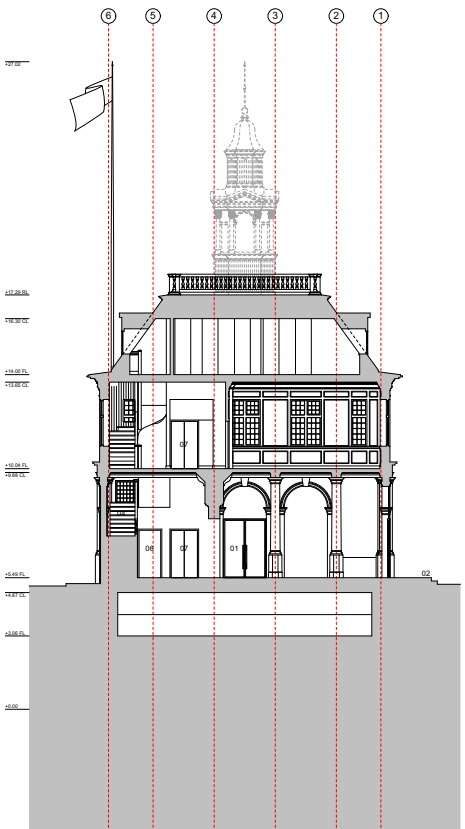 6 5 4 3 2 1
+27.02
+17.29 RL
+16.30 CL
+14.00 FL
+13.65 CL
07
+10.04 FL
+9.88 CL
06 07 01
+5.49 FL
02
+4.87 CL
+3.06 FL
+0.00